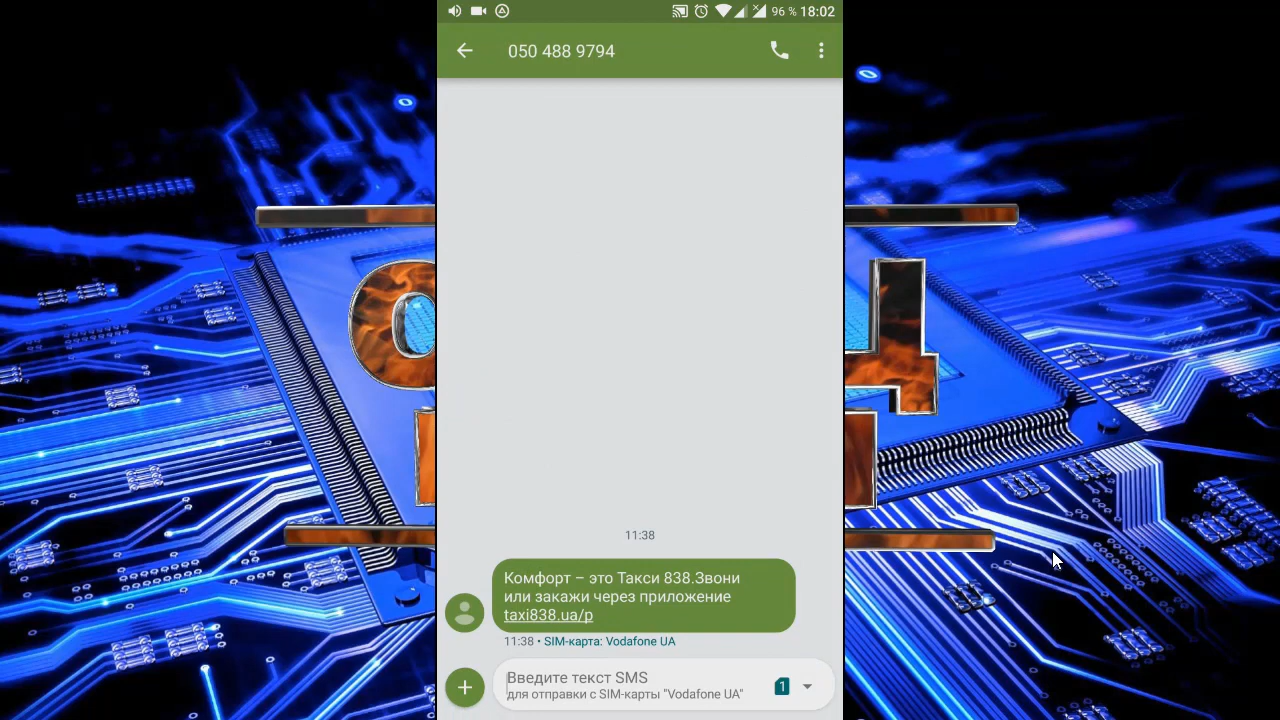 96 % 18:02
050 488 9794
11:38
Комфорт – это Такси 838.Звони
или закажи через приложение
taxi838.ua/p
11:38 • SIM-карта: Vodafone UA
Введите текст SMS
для отправки с SIM-карты "Vodafone UA"
1